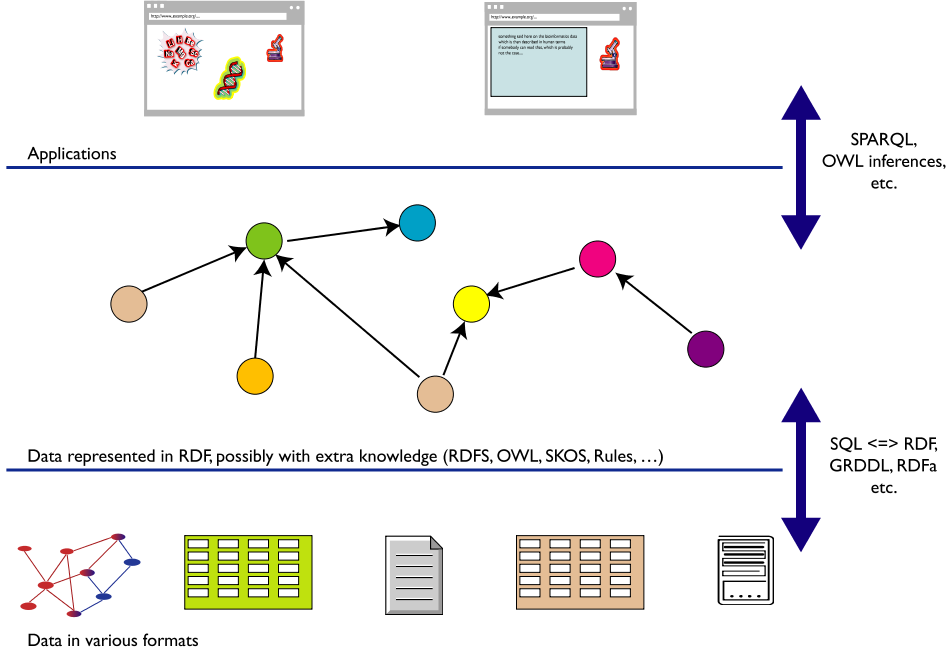 http://www.example.org/...
http://www.example.org/...
something said here on the bioinformatics data
which is then described in human terms
if somebody can read this, which is probably
not the case....
SPARQL,
OWL inferences,
etc.
Applications
SQL <=> RDF,
GRDDL, RDFa
etc.
Data represented in RDF, possibly with extra knowledge (RDFS, OWL, SKOS, Rules, …)
Data in various formats